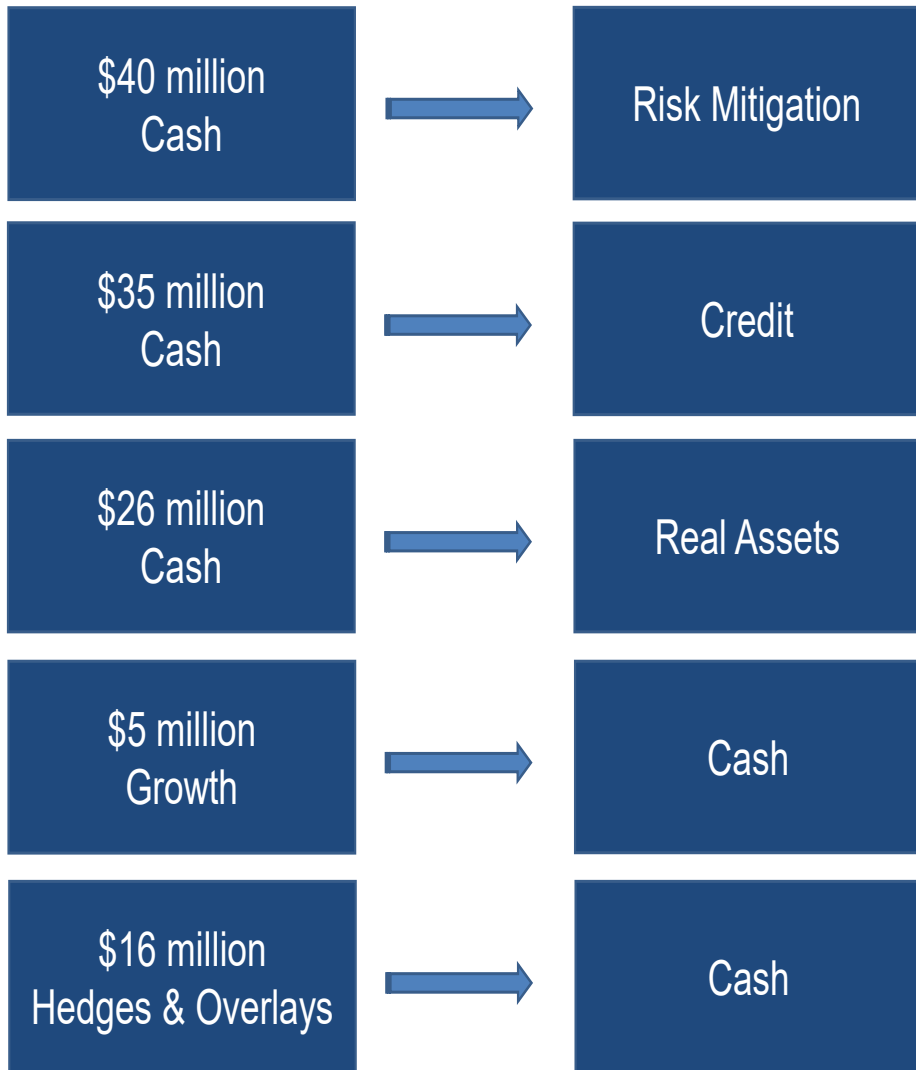 $40 million
Cash
Risk Mitigation
$35 million
Cash
Credit
$26 million
Cash
Real Assets
$5 million
Growth
Cash
$16 million
Hedges & Overlays
Cash